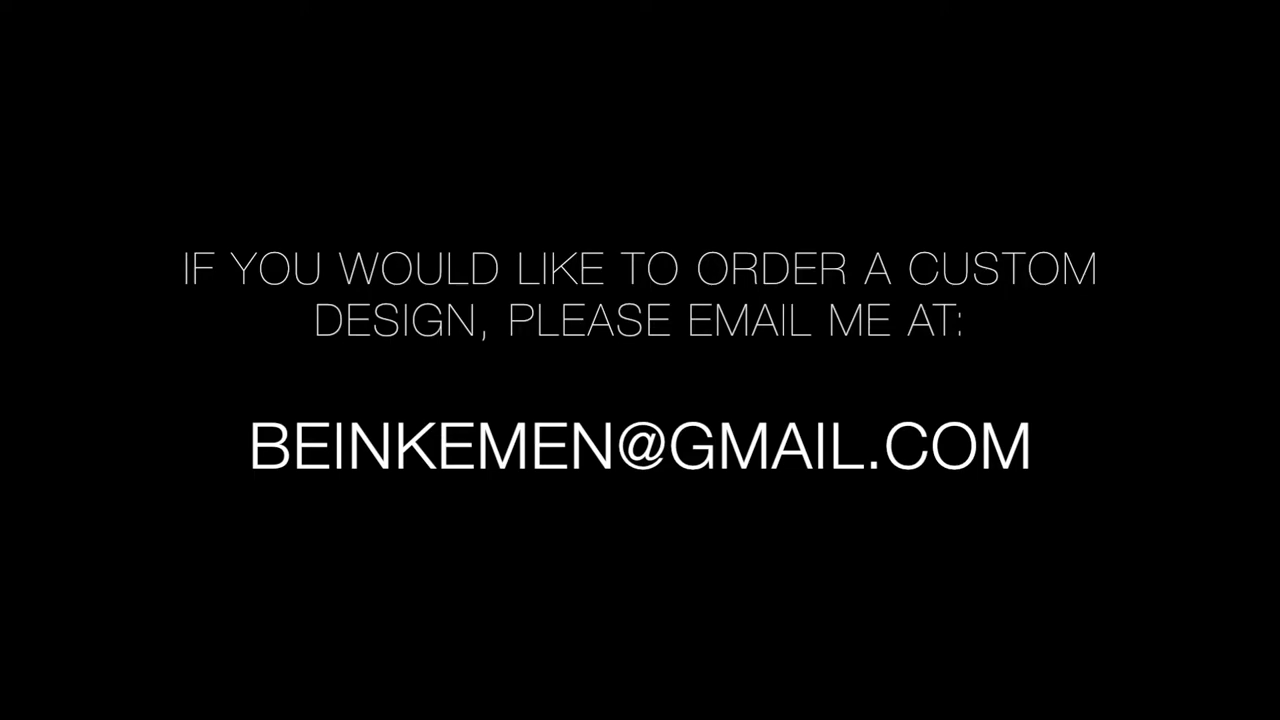 IF YOU WOULD LIKE TO ORDER A CUSTOM
DESIGN, PLEASE EMAIL ME AT:
BEINKEMEN@GMAIL.COM